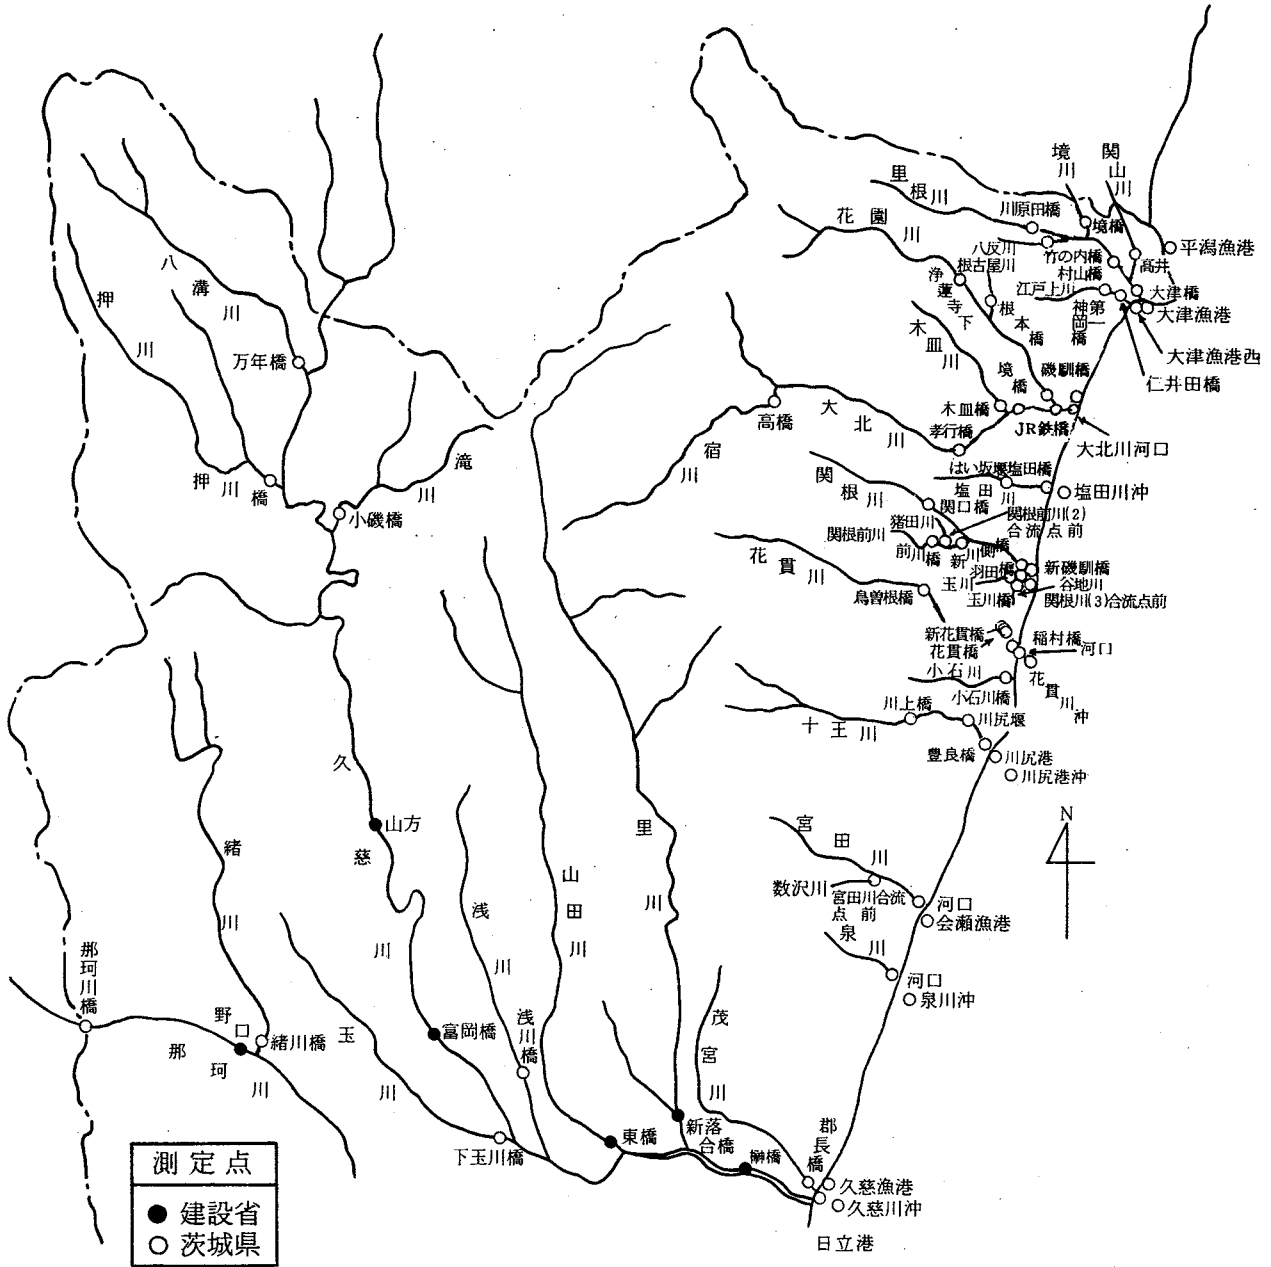 境川
関山川
里根川
川原田橋
境橋
平潟漁港
花園川
八反川
竹の内橋
村山橋
高井
根古屋川
浄蓮寺下
江戸上川
神岡第一橋
大津橋
大津漁港
大津漁港西
仁井田橋
根本橋
木皿川
境橋
磯馴橋
木皿橋
JR鉄橋
大北川河口
八溝川
押川
万年橋
高橋
大北川
孝行橋
宿川
押川橋
滝川
小磯橋
はい坂堰
塩田橋
塩田川
塩田川沖
関根川
関口橋
関根前川(2)
合流点前
猪田川
関根前川
前川橋
新川側橋
羽田橋
新磯馴橋
玉川
谷地川
玉川橋
関根川(3)合流点前
花貫川
鳥曽根橋
新花貫橋
花貫橋
稲村橋
河口
小石川
小石川橋
花貫川沖
川上橋
川尻堰
十王川
豊良橋
川尻港
川尻港沖
N
久慈川
山方
里川
宮田川
数沢川
宮田川合流
点前
河口
会瀬漁港
泉川
河口
泉川沖
緒川
浅川
山田川
那珂川橋
野口
緒川橋
那珂川
玉川
富岡橋
浅川橋
茂宮川
下玉川橋
東橋
新落合橋
榊橋
郡長橋
久慈漁港
久慈川沖
日立港
測定点
● 建設省
○ 茨城県